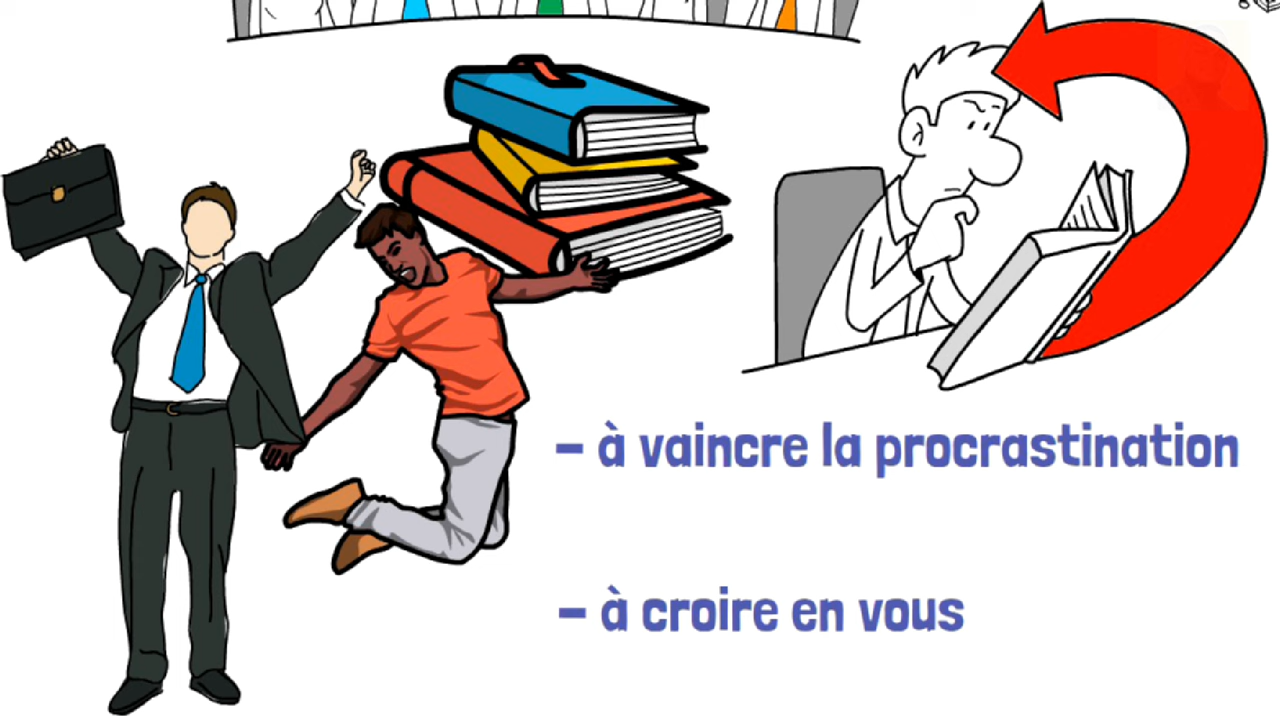 – à vaincre la procrastination
– à croire en vous